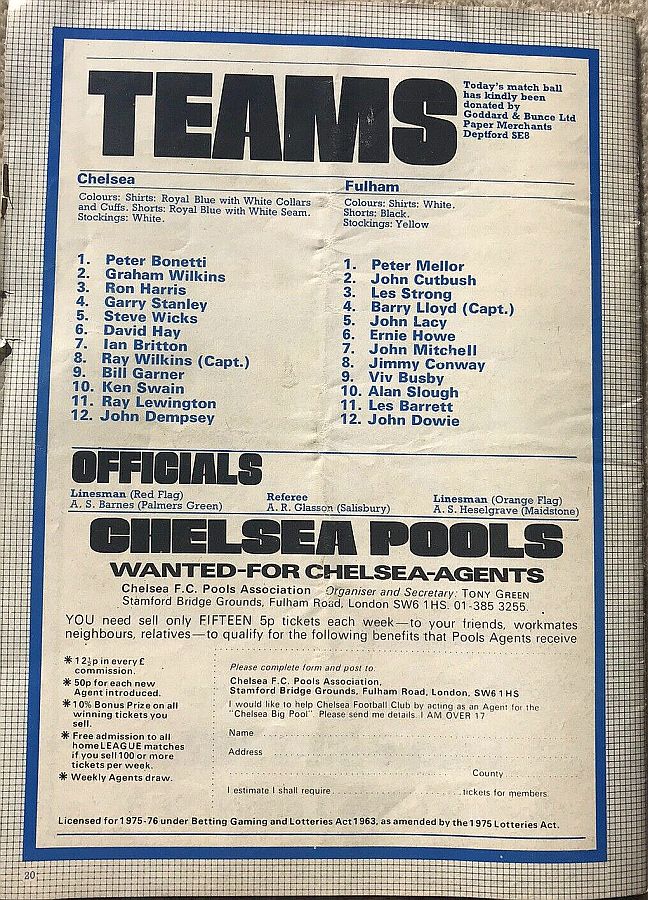 TEAMS
Today's match ball
has kindly been
donated by
Goddard & Bunce Ltd
Paper Merchants
Deptford SE8
Chelsea
Colours: Shirts: Royal Blue with White Collars
and Cuffs. Shorts: Royal Blue with White Seam.
Stockings: White.
1. Peter Bonetti
2. Graham Wilkins
3. Ron Harris
4. Garry Stanley
5. Steve Wicks
6. David Hay
7. Ian Britton
8. Ray Wilkins (Capt.)
9. Bill Garner
10. Ken Swain
11. Ray Lewington
12. John Dempsey
Fulham
Colours: Shirts: White.
Shorts: Black.
Stockings: Yellow
1. Peter Mellor
2. John Cutbush
3. Les Strong
4. Barry Lloyd (Capt.)
5. John Lacy
6. Ernie Howe
7. John Mitchell
8. Jimmy Conway
9. Viv Busby
10. Alan Slough
11. Les Barrett
12. John Dowie
OFFICIALS
Linesman (Red Flag)
A. S. Barnes (Palmers Green)
Referee
A. R. Glasson (Salisbury)
Linesman (Orange Flag)
A. S. Heselgrave (Maidstone)
CHELSEA POOLS
WANTED-FOR CHELSEA-AGENTS
Chelsea F.C. Pools Association Organiser and Secretary: TONY GREEN
Stamford Bridge Grounds, Fulham Road, London SW6 1HS. 01-385 3255.
YOU need sell only FIFTEEN 5p tickets each week—to your friends, workmates
neighbours, relatives—to qualify for the following benefits that Pools Agents receive
* 12½p in every £
commission.
* 50p for each new
Agent introduced.
* 10% Bonus Prize on all
winning tickets you
sell.
* Free admission to all
home LEAGUE matches
if you sell 100 or more
tickets per week.
* Weekly Agents draw.
Please complete form and post to:
Chelsea F.C. Pools Association,
Stamford Bridge Grounds, Fulham Road, London, SW6 1HS
I would like to help Chelsea Football Club by acting as an Agent for the
"Chelsea Big Pool". Please send me details. I AM OVER 17
Name
Address
County
I estimate I shall require tickets for members
Licensed for 1975-76 under Betting Gaming and Lotteries Act 1963, as amended by the 1975 Lotteries Act.
20